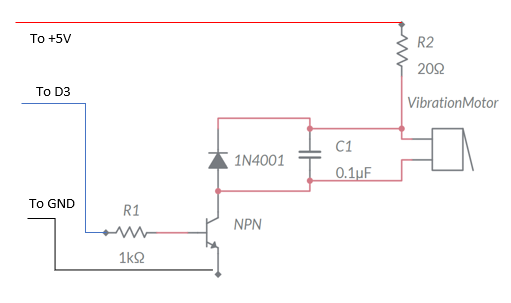 To +5V
R2
20Ω
To D3
VibrationMotor
1N4001
C1
0.1µF
To GND
R1
NPN
1kΩ